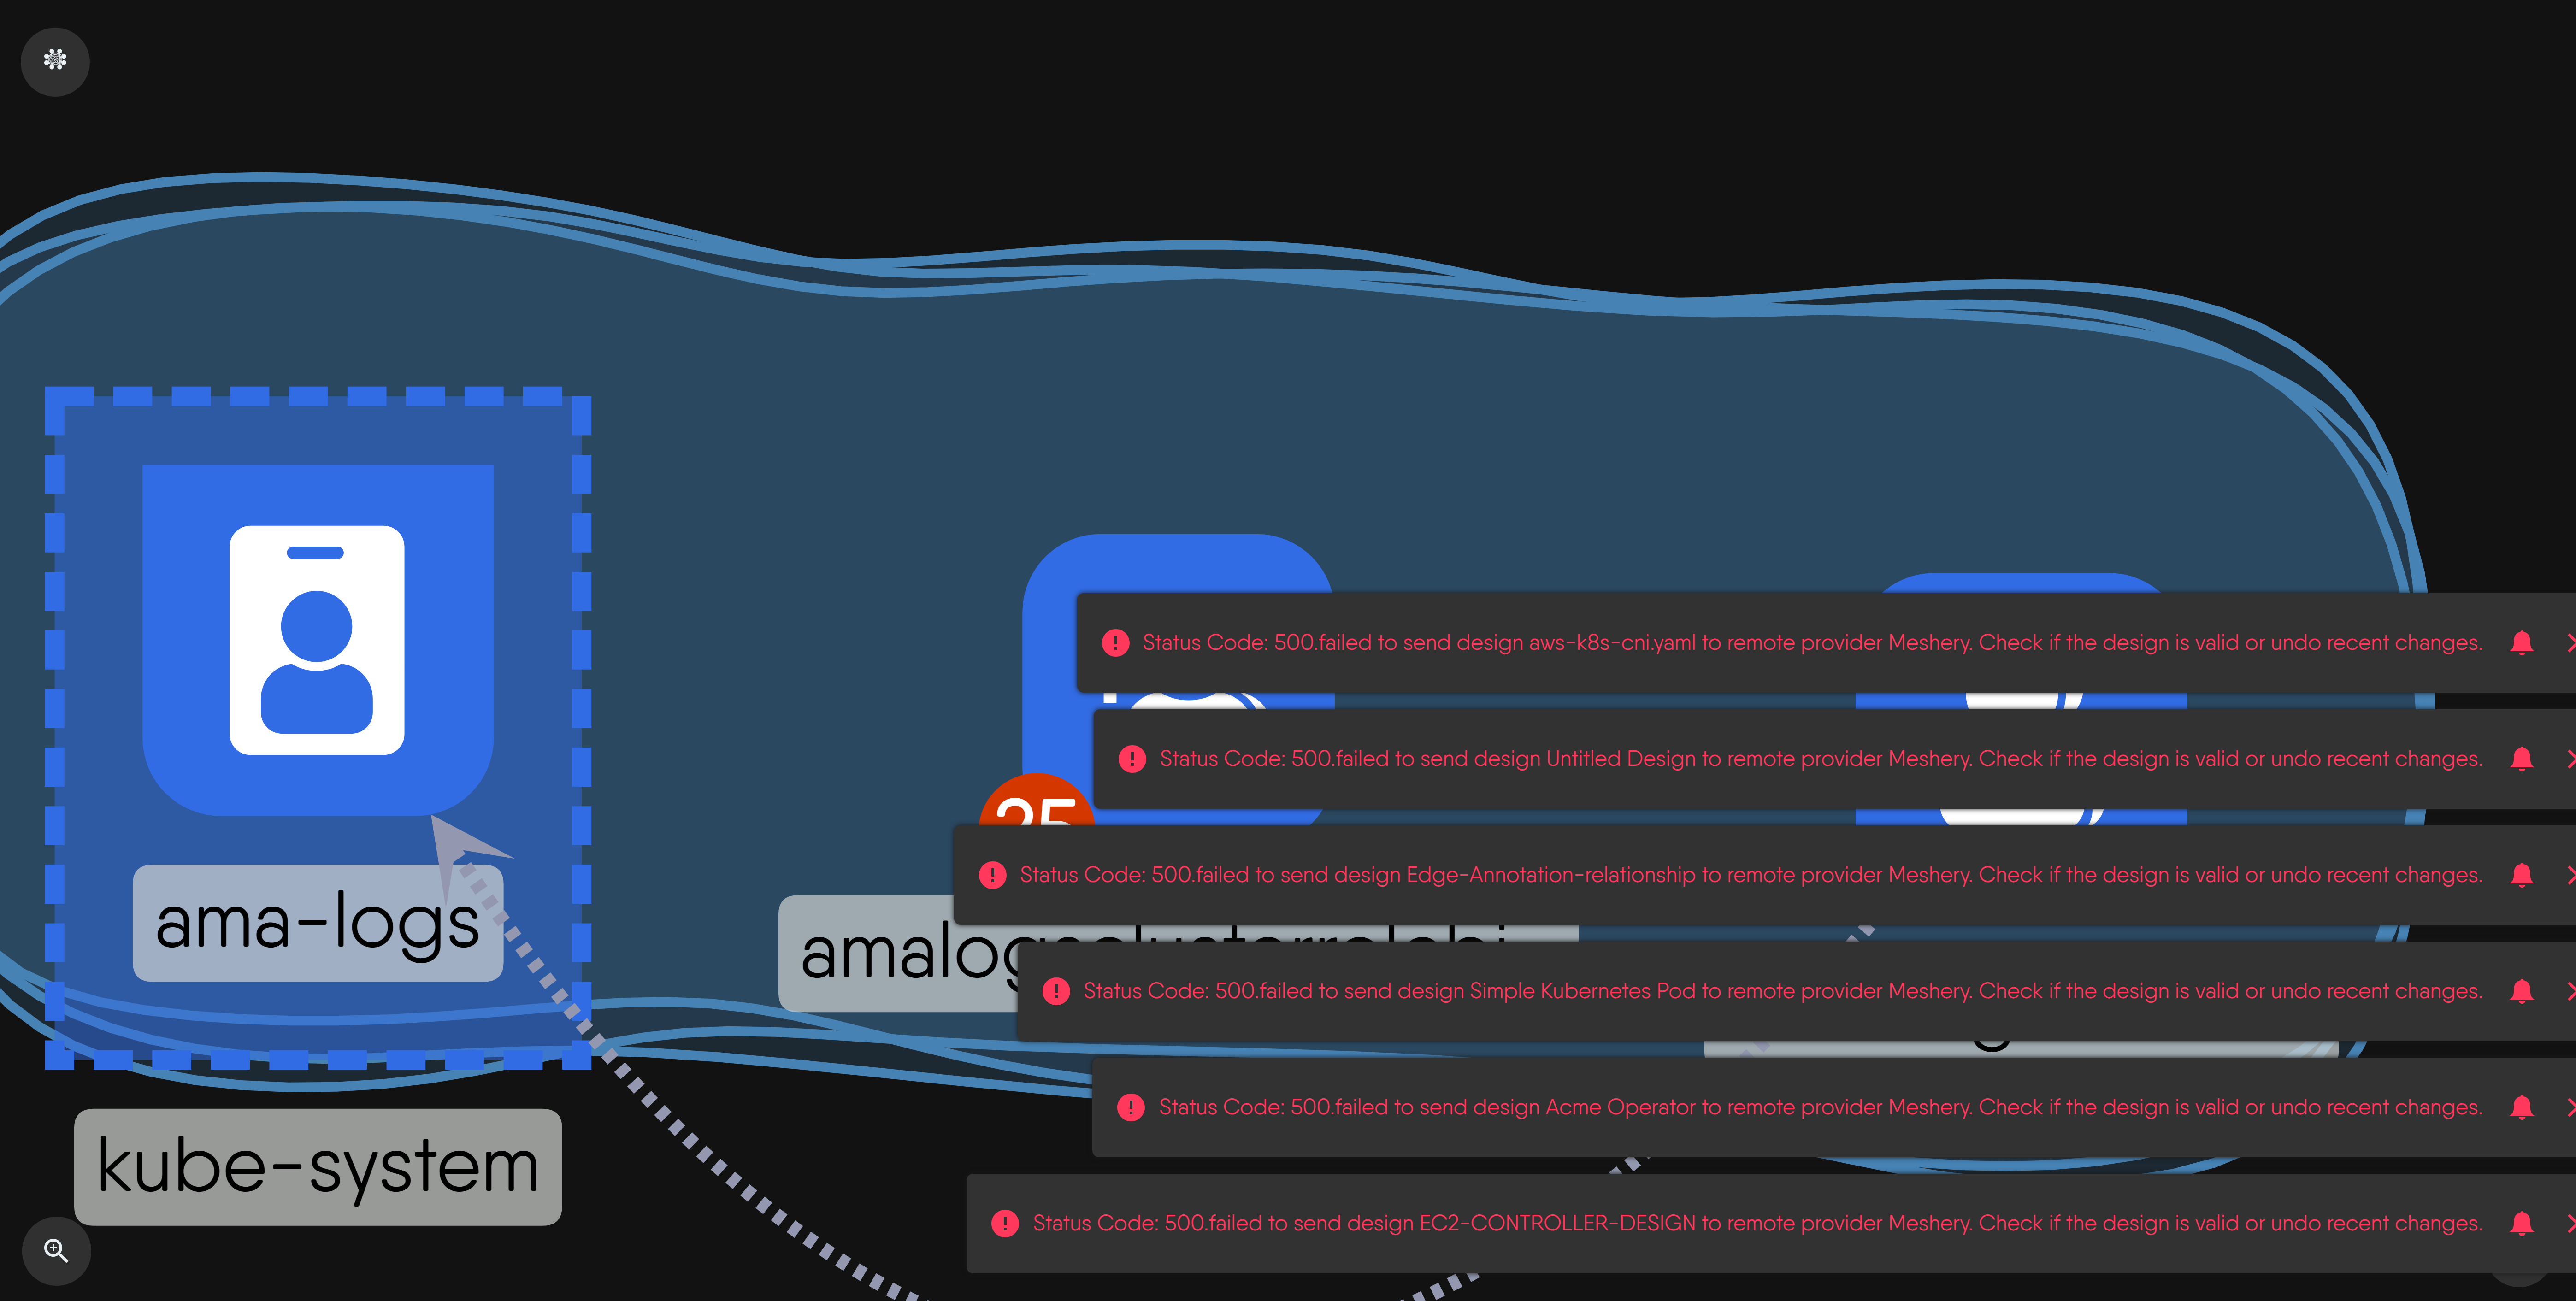 Status Code: 500.failed to send design aws-k8s-cni.yaml to remote provider Meshery. Check if the design is valid or undo recent changes.
Status Code: 500.failed to send design Untitled Design to remote provider Meshery. Check if the design is valid or undo recent changes.
25
Status Code: 500.failed to send design Edge-Annotation-relationship to remote provider Meshery. Check if the design is valid or undo recent changes.
ama-logs
Status Code: 500.failed to send design Simple Kubernetes Pod to remote provider Meshery. Check if the design is valid or undo recent changes.
Status Code: 500.failed to send design Acme Operator to remote provider Meshery. Check if the design is valid or undo recent changes.
kube-system
Status Code: 500.failed to send design EC2-CONTROLLER-DESIGN to remote provider Meshery. Check if the design is valid or undo recent changes.